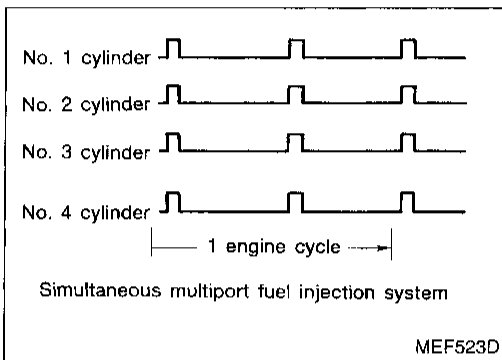 No. 1 cylinder
No. 2 cylinder
No. 3 cylinder
No. 4 cylinder
1 engine cycle
Simultaneous multiport fuel injection system
MEF523D